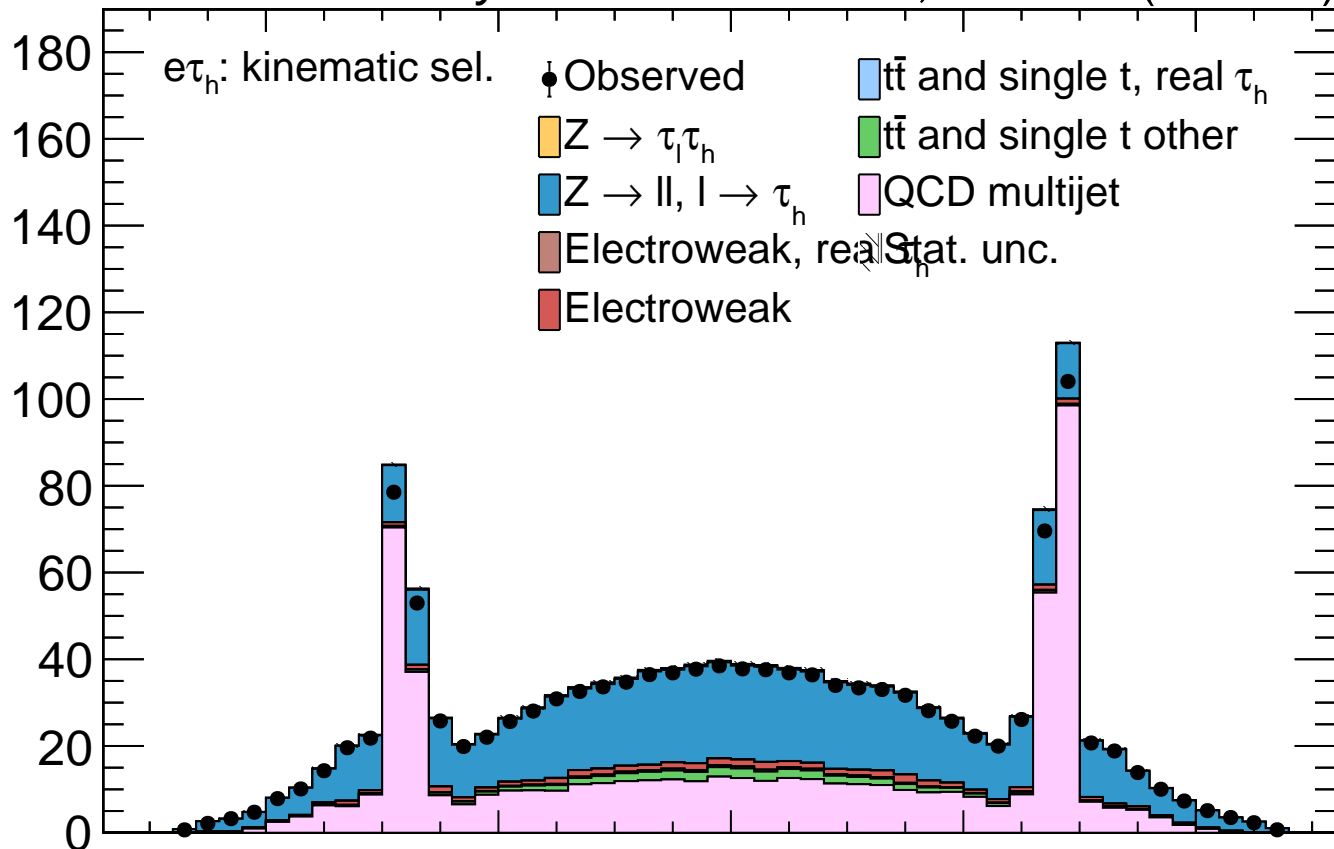 eτh: kinematic sel.
Observed
Z → τlτh
Z → ll, l → τh
Electroweak, real τh
Electroweak
tt̄ and single t, real τh
tt̄ and single t other
QCD multijet
Stat. unc.
180
160
140
120
100
80
60
40
20
0